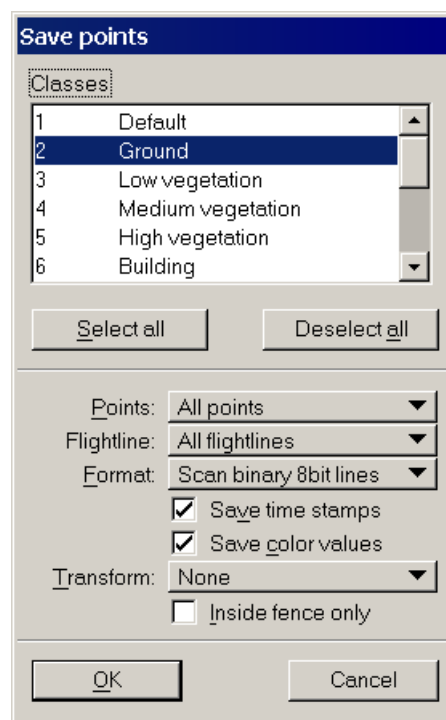 Save points
Classes
1 Default
2 Ground
3 Low vegetation
4 Medium vegetation
5 High vegetation
6 Building
Select all Deselect all
Points: All points
Flightline: All flightlines
Format: Scan binary 8bit lines
Save time stamps
Save color values
Transform: None
Inside fence only
OK Cancel